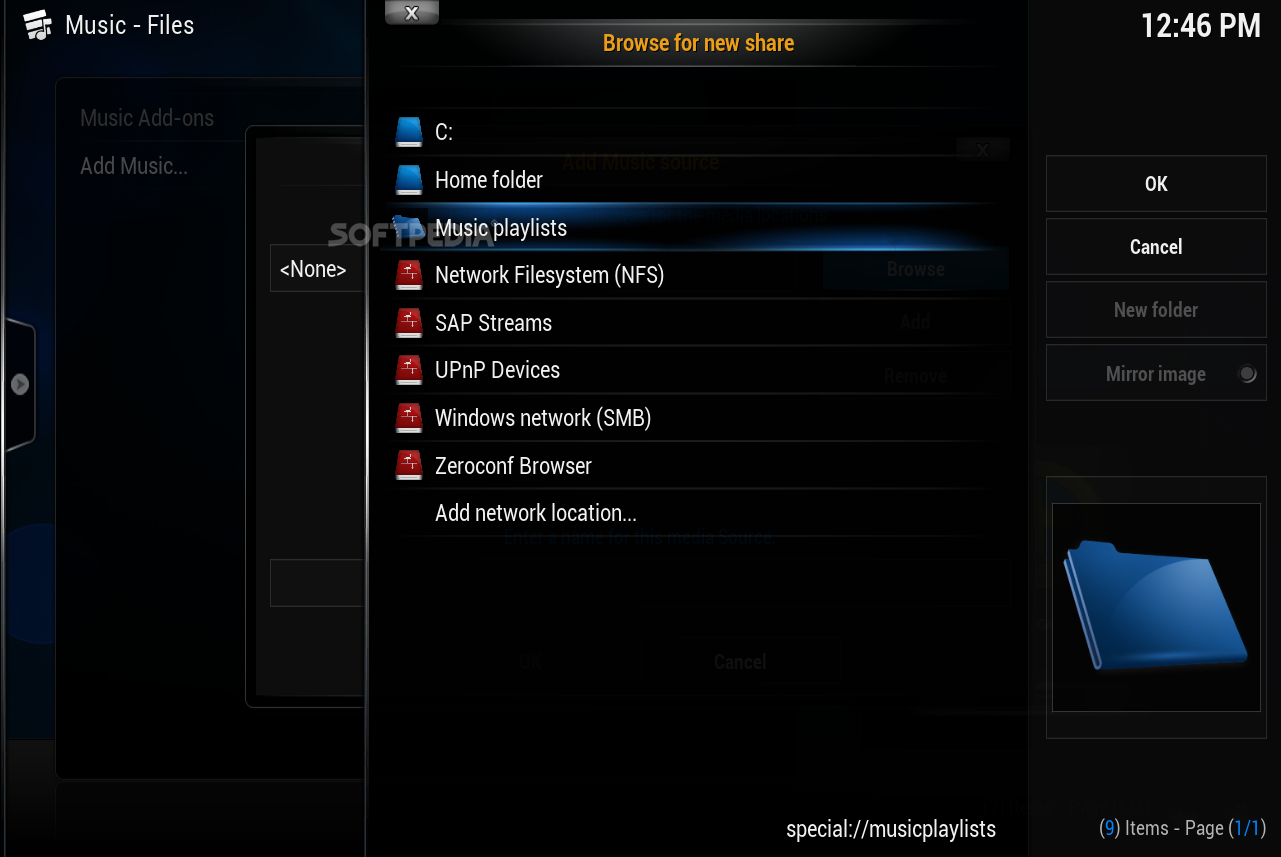 Music - Files
X
Browse for new share
12:46 PM
Music Add-ons
Add Music...
C:
Home folder
Music playlists
Network Filesystem (NFS)
SAP Streams
UPnP Devices
Windows network (SMB)
Zeroconf Browser
Add network location...
Add Music source
X
SOFTPEDIA
<None>
Browse
Add
Remove
Enter a name for this media Source.
OK
Cancel
OK
Cancel
New folder
Mirror image
special://musicplaylists
(9) Items - Page (1/1)